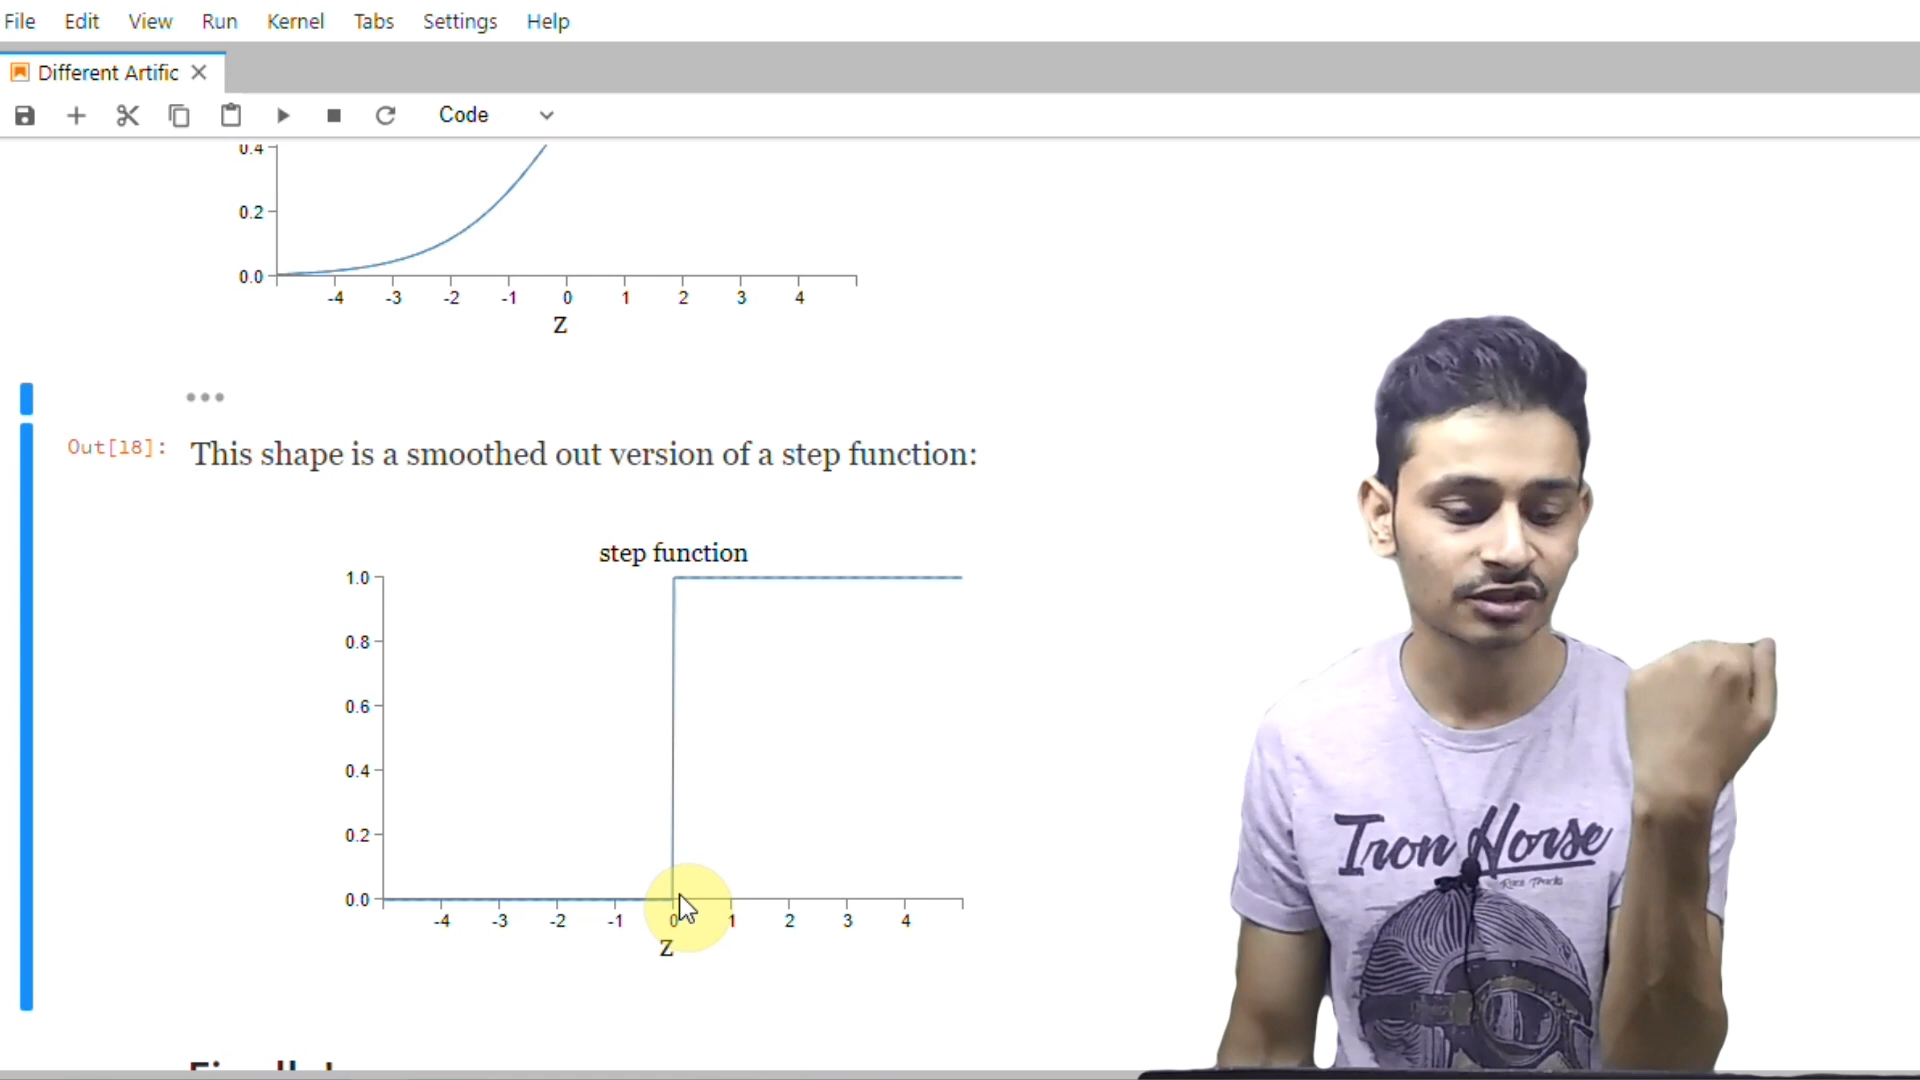 File Edit View Run Kernel Tabs Settings Help
Different Artific
Code
0.4
0.2
0.0
-4 -3 -2 -1 0 1 2 3 4
Z
Out[18]: This shape is a smoothed out version of a step function:
step function
1.0
0.8
0.6
0.4
0.2
0.0
-4 -3 -2 -1 0 1 2 3 4
Z
Iron Horse